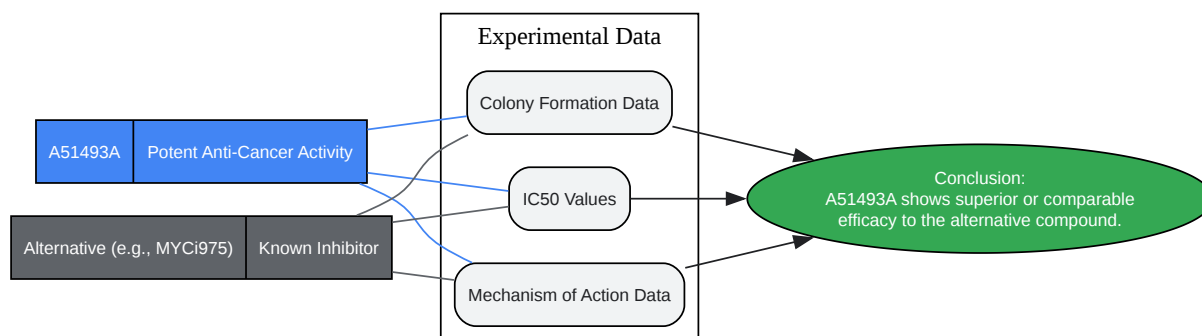 Experimental Data
Colony Formation Data
A51493A
Potent Anti-Cancer Activity
IC50 Values
Conclusion:
A51493A shows superior or comparable
efficacy to the alternative compound.
Alternative (e.g., MYCi975)
Known Inhibitor
Mechanism of Action Data